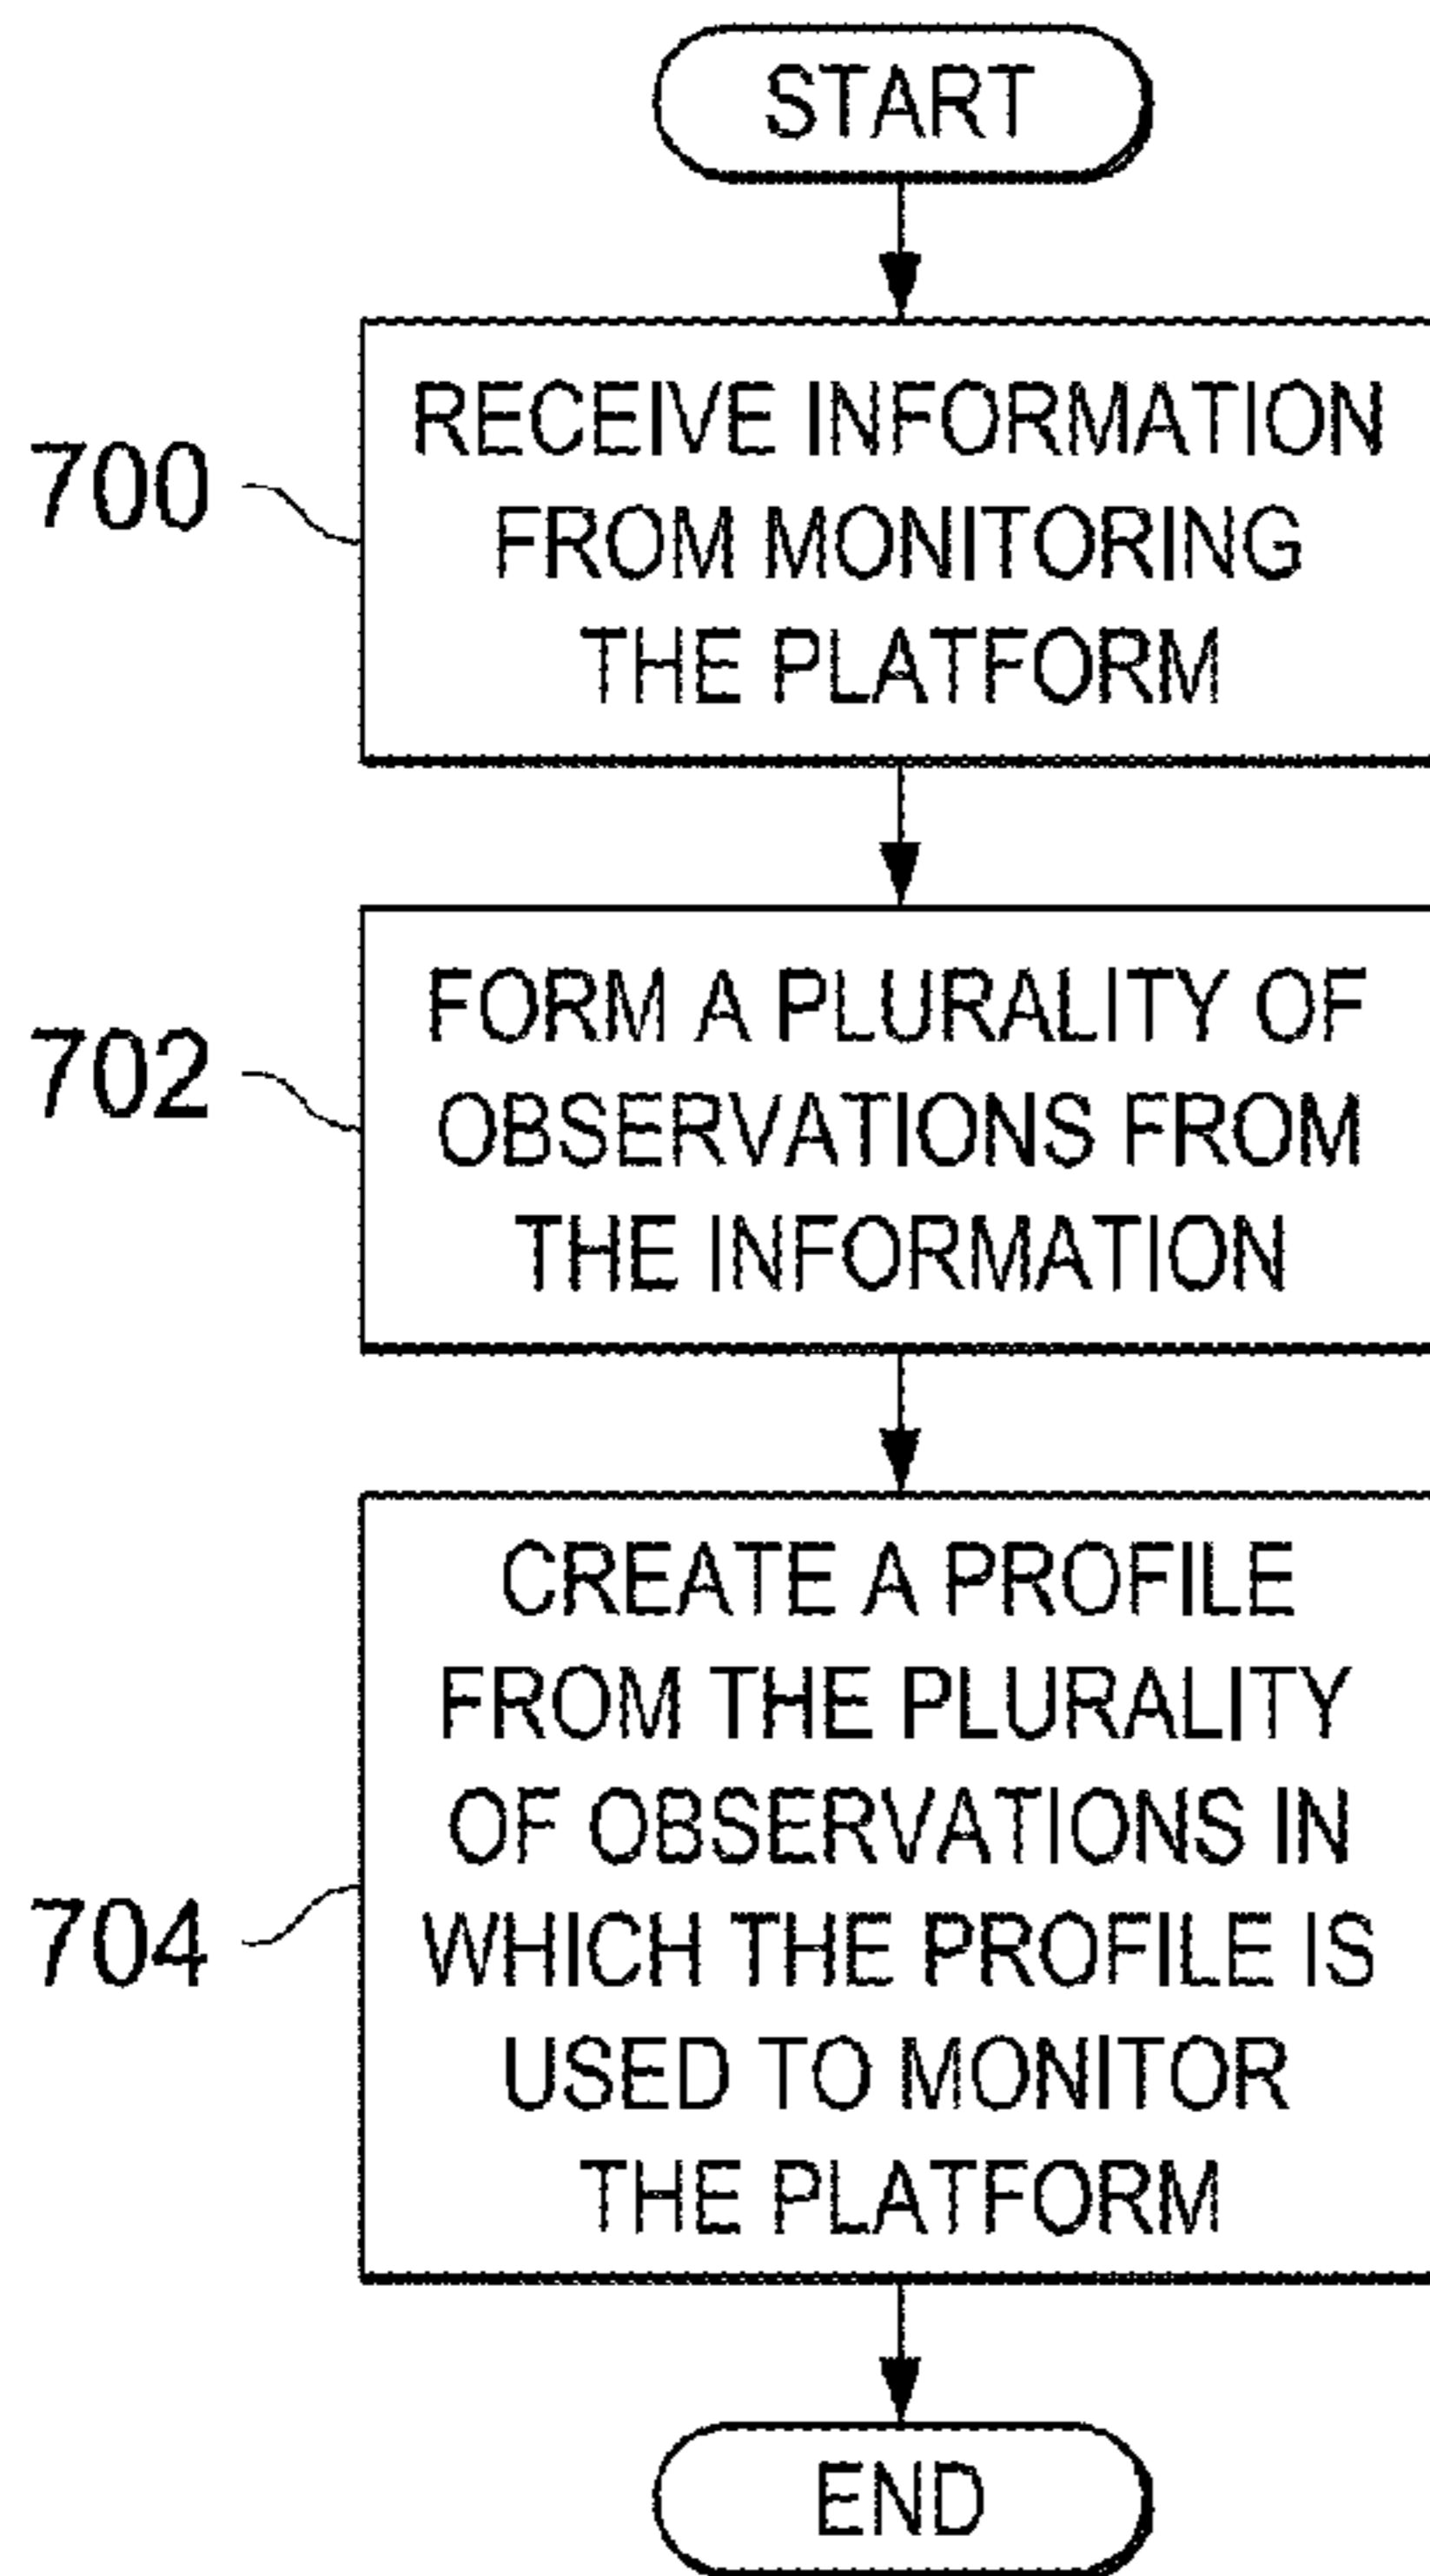 START
700
RECEIVE INFORMATION
FROM MONITORING
THE PLATFORM
702
FORM A PLURALITY OF
OBSERVATIONS FROM
THE INFORMATION
704
CREATE A PROFILE
FROM THE PLURALITY
OF OBSERVATIONS IN
WHICH THE PROFILE IS
USED TO MONITOR
THE PLATFORM
END